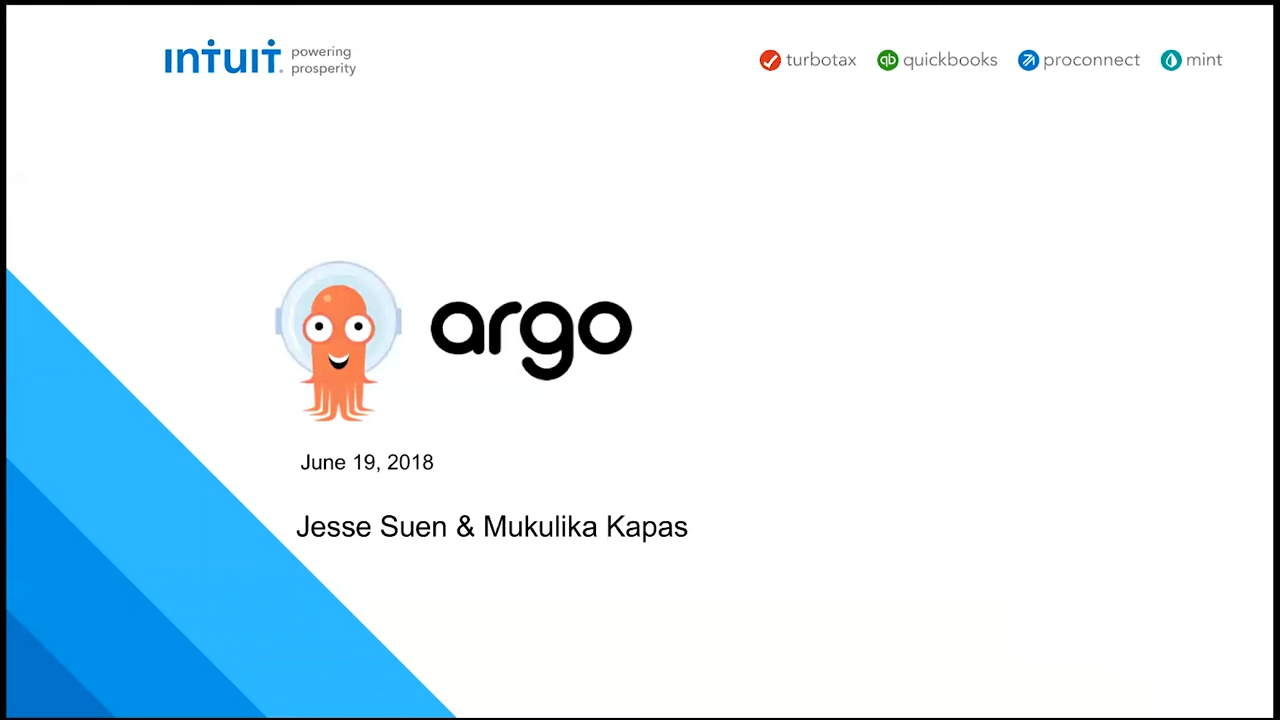 intuit. powering prosperity
turbotax quickbooks proconnect mint
argo
June 19, 2018
Jesse Suen & Mukulika Kapas